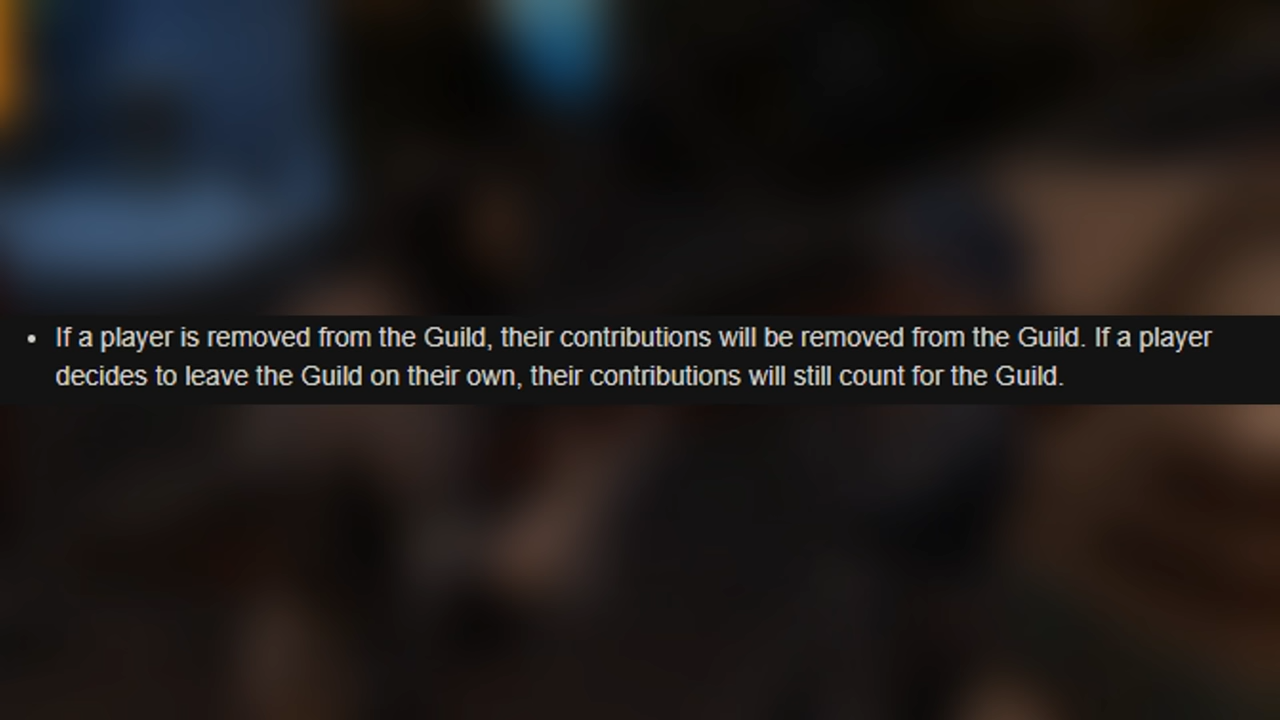 • If a player is removed from the Guild, their contributions will be removed from the Guild. If a player
decides to leave the Guild on their own, their contributions will still count for the Guild.